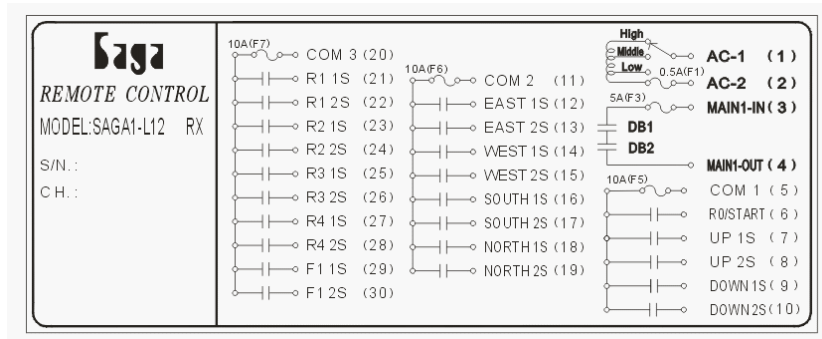 Saga
REMOTE CONTROL
MODEL:SAGA1-L12 RX
S/N. :
CH. :
10A(F7)
COM 3 (20)
R1 1S (21)
R1 2S (22)
R2 1S (23)
R2 2S (24)
R3 1S (25)
R3 2S (26)
R4 1S (27)
R4 2S (28)
F1 1S (29)
F1 2S (30)
10A(F6)
COM 2 (11)
EAST 1S (12)
EAST 2S (13)
WEST 1S (14)
WEST 2S (15)
SOUTH 1S (16)
SOUTH 2S (17)
NORTH 1S (18)
NORTH 2S (19)
High
Middle
Low
AC-1 (1)
0.5A(F1)
AC-2 (2)
5A(F3)
MAIN1-IN (3)
DB1
DB2
MAIN1-OUT (4)
10A(F5)
COM 1 (5)
R0/START (6)
UP 1S (7)
UP 2S (8)
DOWN 1S (9)
DOWN 2S (10)